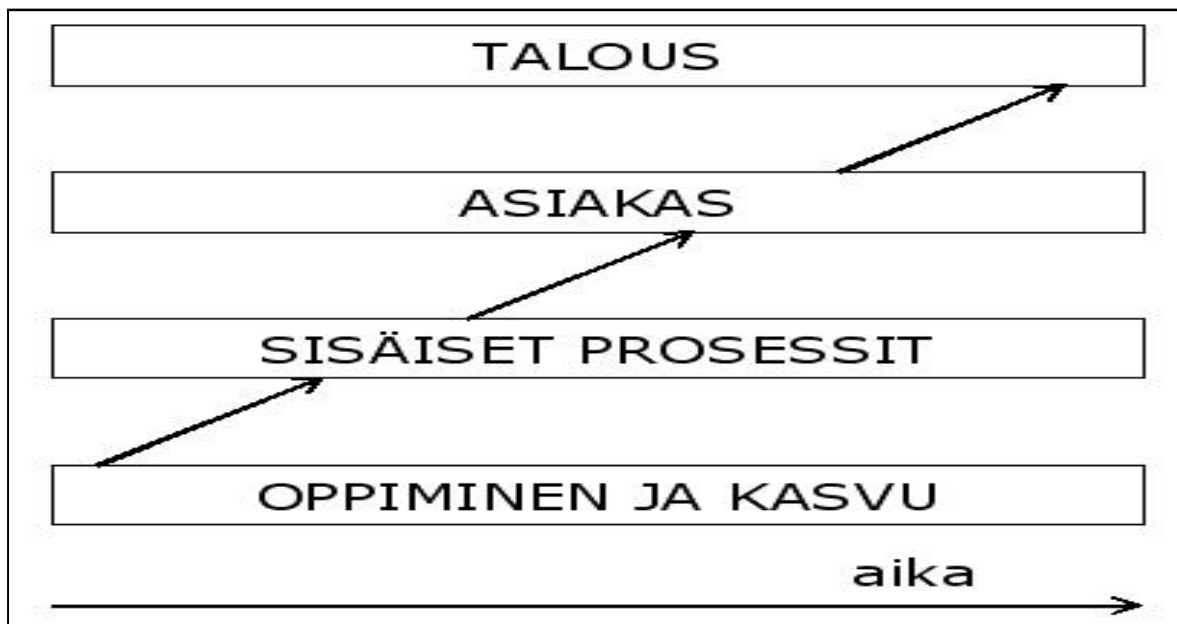 TALOUS
ASIAKAS
SISÄISET PROSESSIT
OPPIMINEN JA KASVU
aika